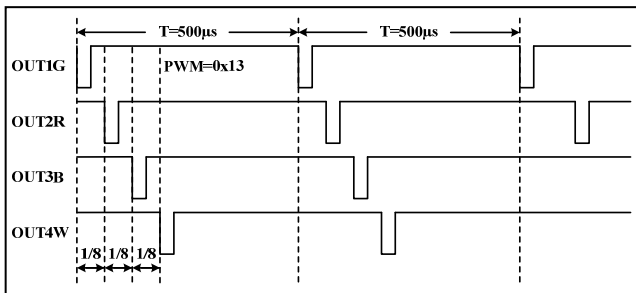 T=500μs T=500μs
OUT1G PWM=0x13
OUT2R
OUT3B
OUT4W
1/8 1/8 1/8